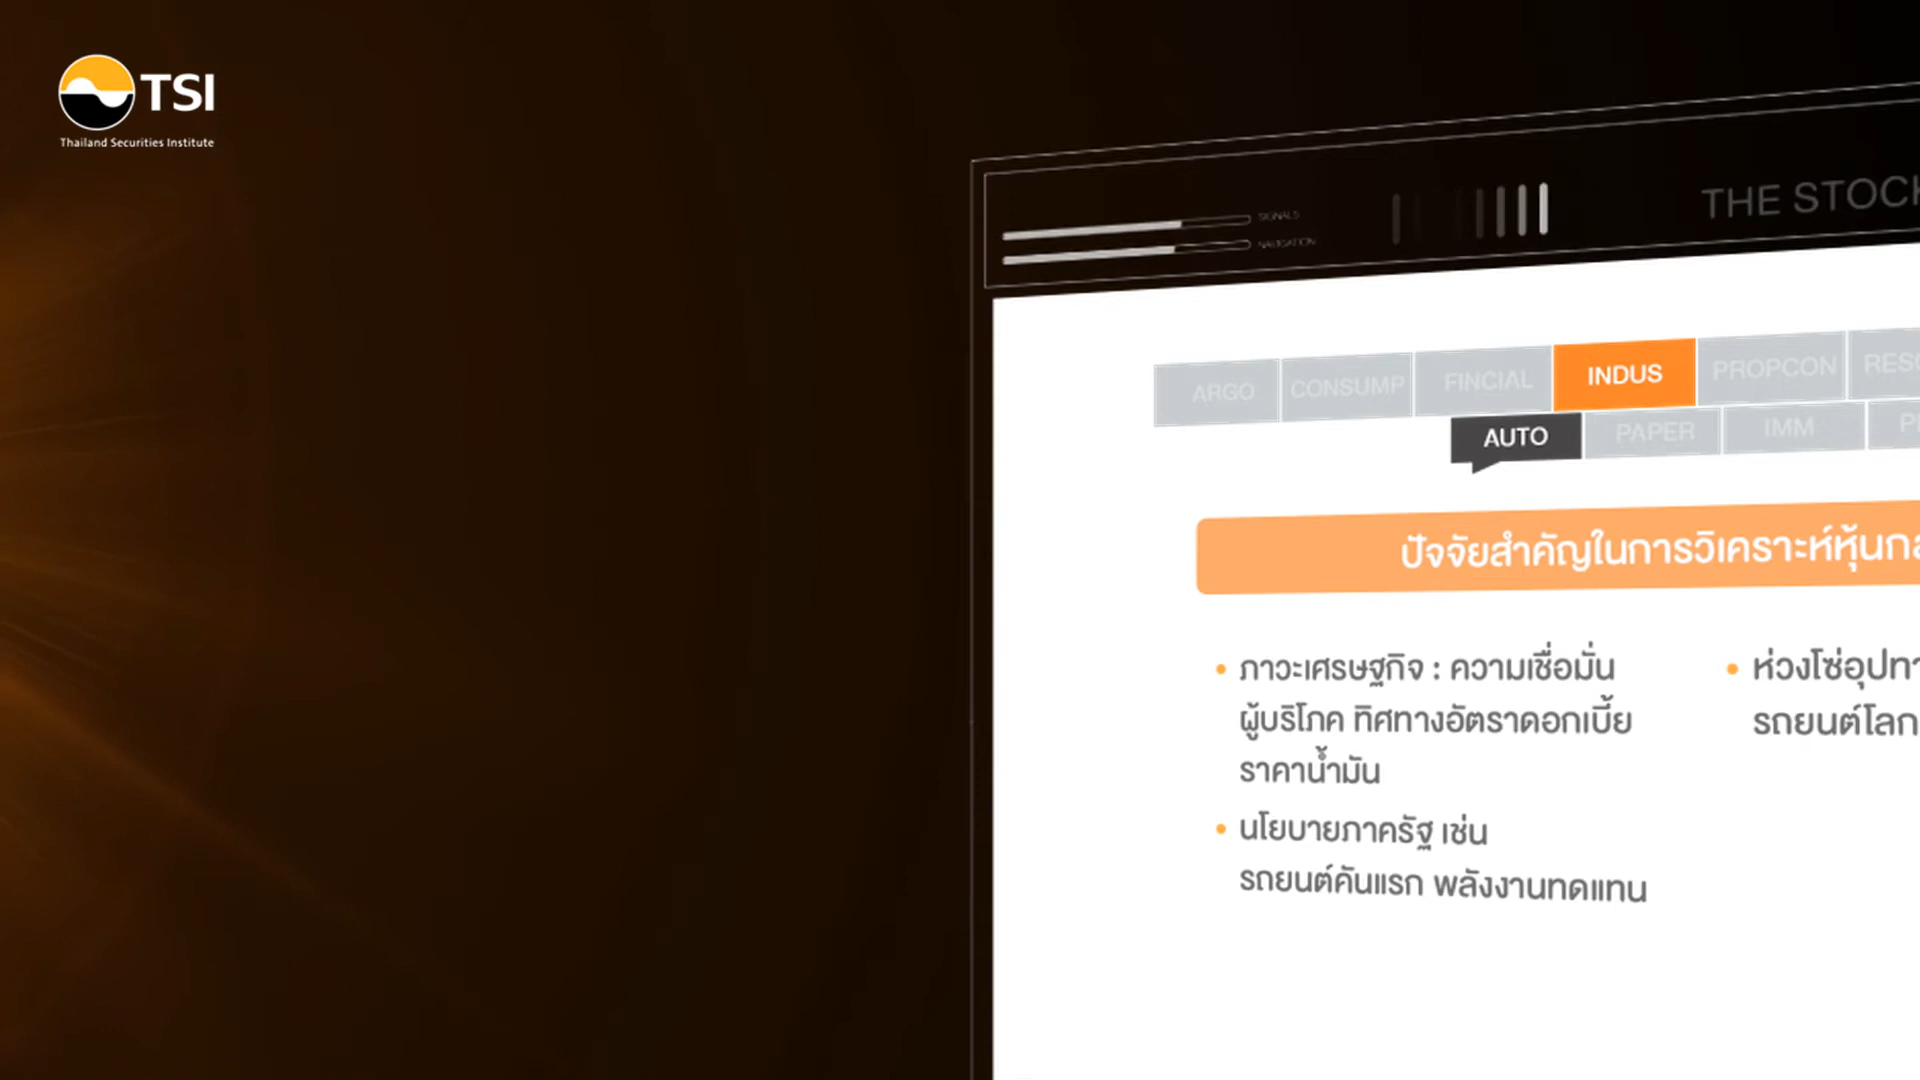 TSI
Thailand Securities Institute
SIGNALS
NAVIGATION
THE STOCK
ARGO CONSUMP FINCIAL INDUS PROPCON
AUTO PAPER IMM
ปัจจัยสำคัญในการวิเคราะห์หุ้น
• ภาวะเศรษฐกิจ : ความเชื่อมั่น
ผู้บริโภค ทิศทางอัตราดอกเบี้ย
ราคาน้ำมัน
• นโยบายภาครัฐ เช่น
รถยนต์คันแรก พลังงานทดแทน
• ห่วงโซ่
รถยนต์โลก